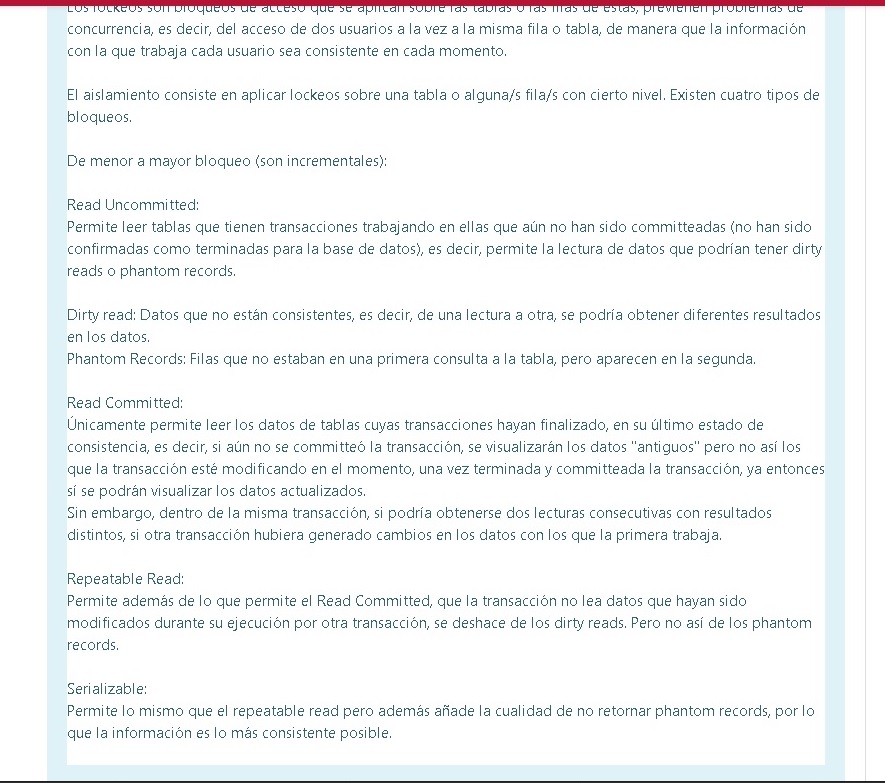 Los lockeos son bloqueos de acceso que se aplican sobre las tablas o las filas de estas, previenen problemas de
concurrencia, es decir, del acceso de dos usuarios a la vez a la misma fila o tabla, de manera que la información
con la que trabaja cada usuario sea consistente en cada momento.
El aislamiento consiste en aplicar lockeos sobre una tabla o alguna/s fila/s con cierto nivel. Existen cuatro tipos de
bloqueos.
De menor a mayor bloqueo (son incrementales):
Read Uncommitted:
Permite leer tablas que tienen transacciones trabajando en ellas que aún no han sido committeadas (no han sido
confirmadas como terminadas para la base de datos), es decir, permite la lectura de datos que podrían tener dirty
reads o phantom records.
Dirty read: Datos que no están consistentes, es decir, de una lectura a otra, se podría obtener diferentes resultados
en los datos.
Phantom Records: Filas que no estaban en una primera consulta a la tabla, pero aparecen en la segunda.
Read Committed:
Únicamente permite leer los datos de tablas cuyas transacciones hayan finalizado, en su último estado de
consistencia, es decir, si aún no se committeó la transacción, se visualizarán los datos "antiguos" pero no así los
que la transacción esté modificando en el momento, una vez terminada y committeada la transacción, ya entonces
sí se podrán visualizar los datos actualizados.
Sin embargo, dentro de la misma transacción, si podría obtenerse dos lecturas consecutivas con resultados
distintos, si otra transacción hubiera generado cambios en los datos con los que la primera trabaja.
Repeatable Read:
Permite además de lo que permite el Read Committed, que la transacción no lea datos que hayan sido
modificados durante su ejecución por otra transacción, se deshace de los dirty reads. Pero no así de los phantom
records.
Serializable:
Permite lo mismo que el repeatable read pero además añade la cualidad de no retornar phantom records, por lo
que la información es lo más consistente posible.